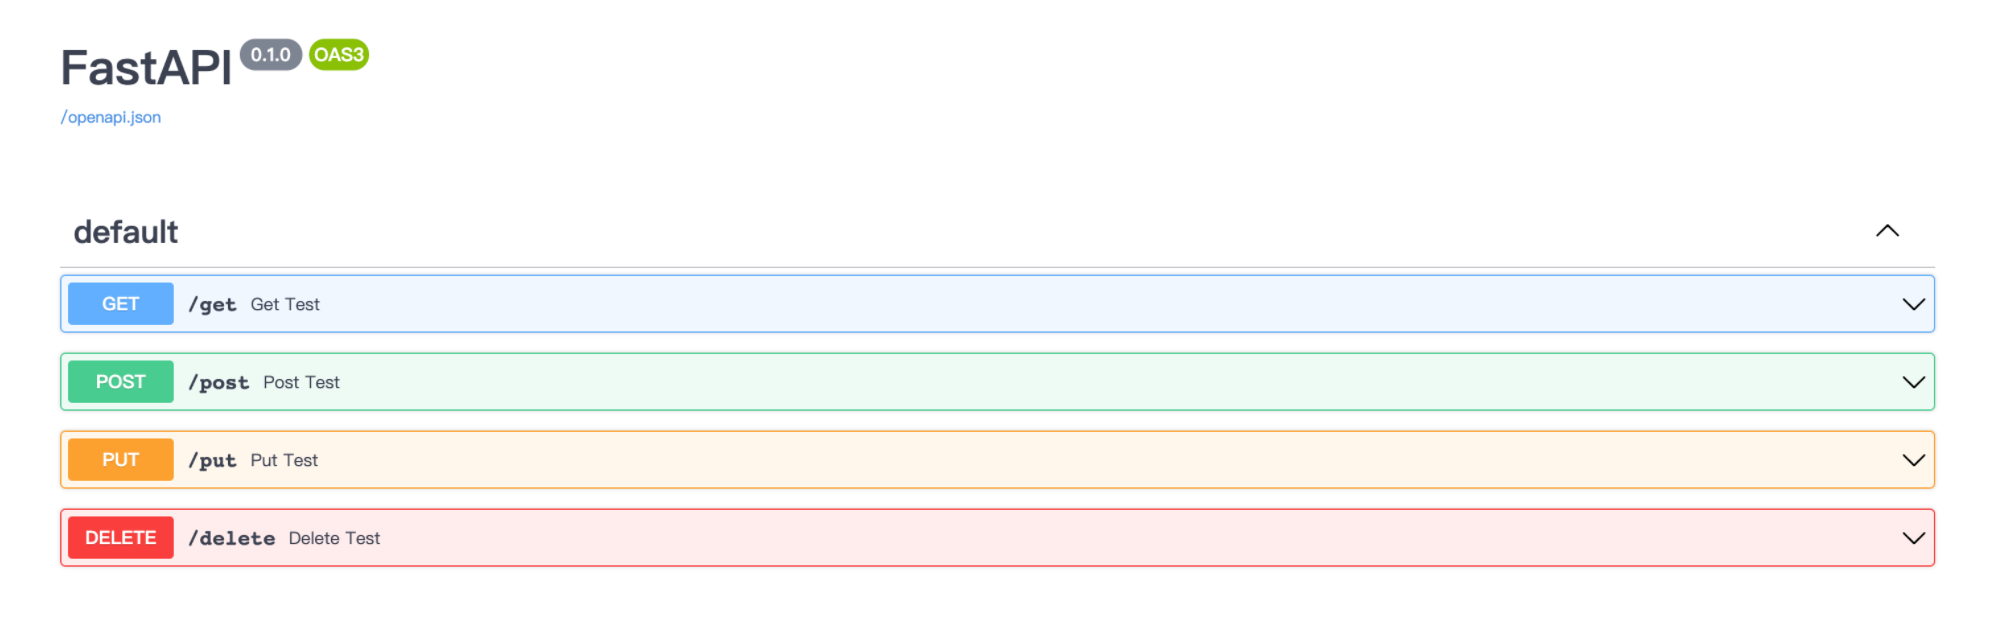 FastAPI 0.1.0 OAS3
/openapi.json
default
GET /get Get Test
POST /post Post Test
PUT /put Put Test
DELETE /delete Delete Test